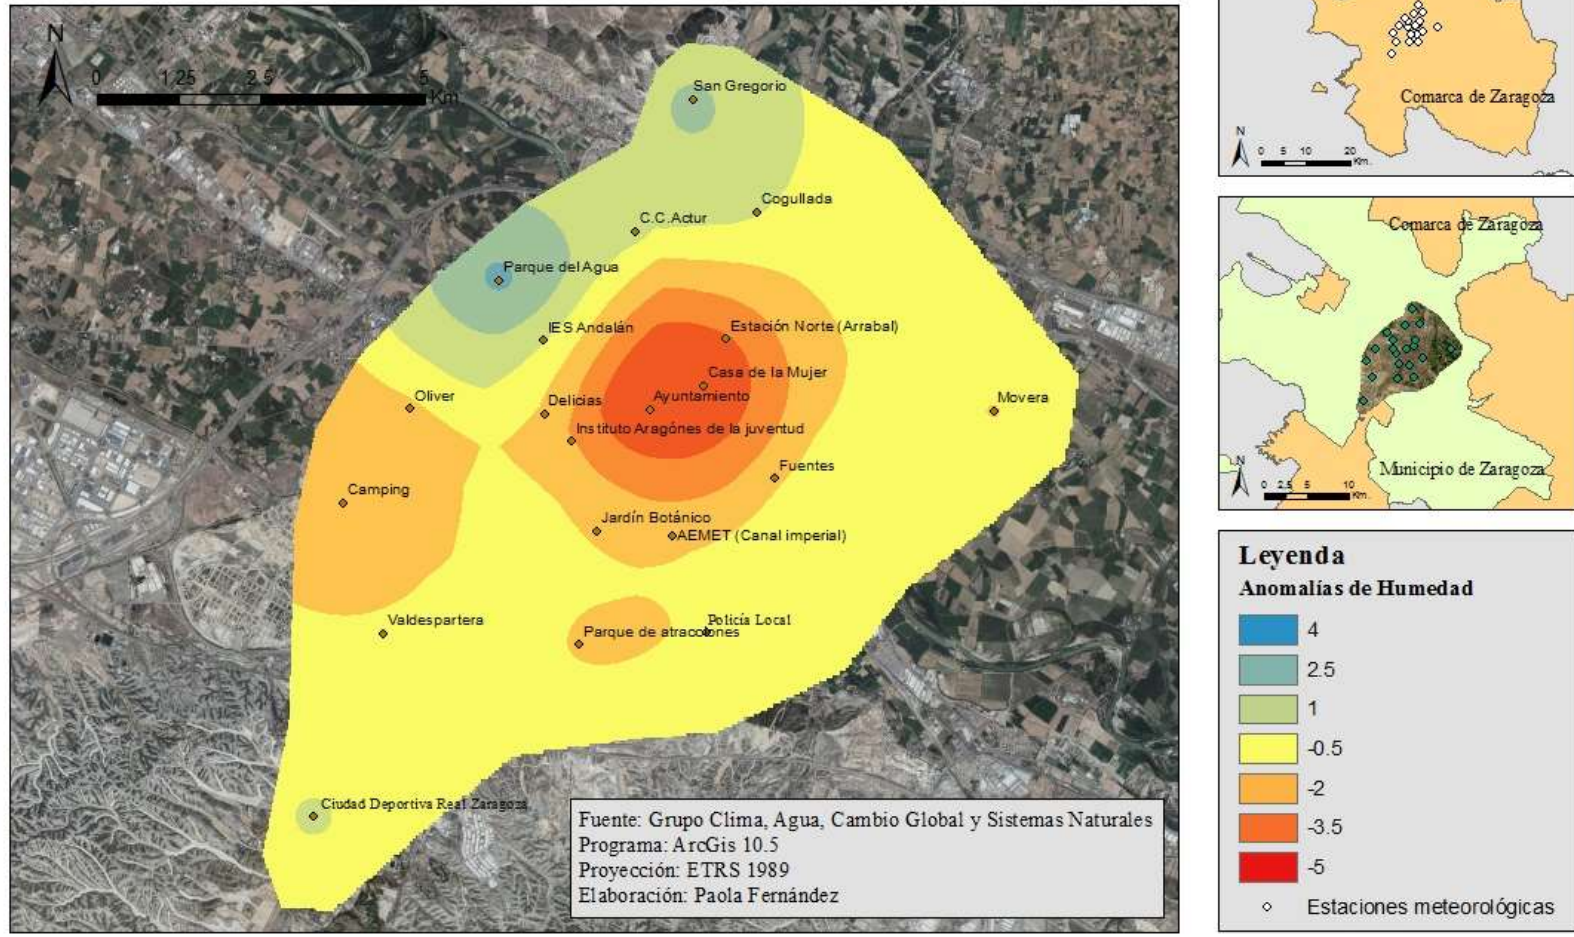 N
0 1.25 2.5 5
Km
San Gregorio
Cogullada
C.C.Actur
Parque del Agua
IES Andalán
Estación Norte (Arrabal)
Casa de la Mujer
Oliver
Delicias
Ayuntamiento
Movera
Instituto Aragónes de la juventud
Fuentes
Camping
Jardín Botánico
AEMET (Canal imperial)
Valdespartera
Parque de atracciones
Policía Local
Ciudad Deportiva Real Zaragoza
Fuente: Grupo Clima, Agua, Cambio Global y Sistemas Naturales
Programa: ArcGis 10.5
Proyección: ETRS 1989
Elaboración: Paola Fernández
Comarca de Zaragoza
N
0 5 10 20
Km.
Comarca de Zaragoza
Municipio de Zaragoza
N
0 2,5 5 10
Km.
Leyenda
Anomalías de Humedad
4
2.5
1
-0.5
-2
-3.5
-5
Estaciones meteorológicas